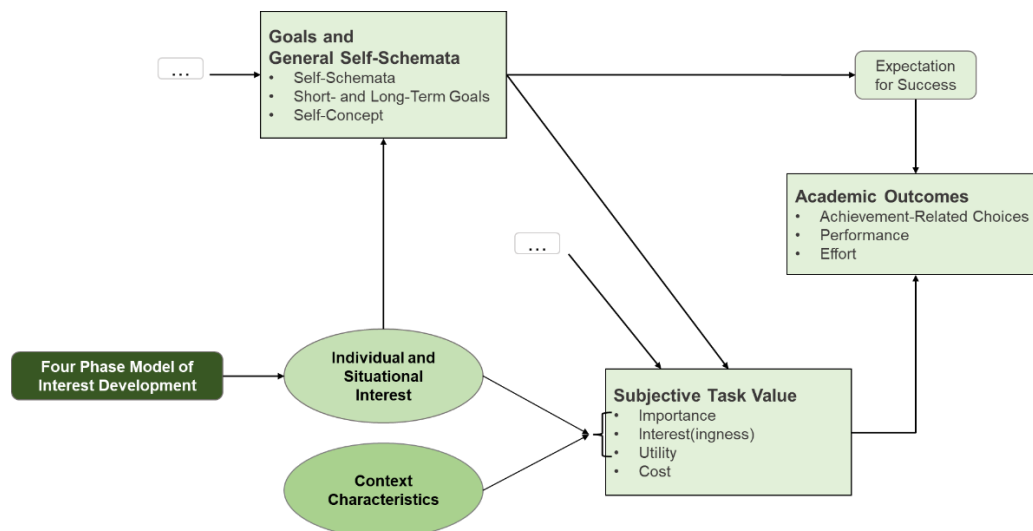 Goals and
General Self-Schemata
• Self-Schemata
• Short- and Long-Term Goals
• Self-Concept
...
Expectation
for Success
Academic Outcomes
• Achievement-Related Choices
• Performance
• Effort
...
Four Phase Model of
Interest Development
Individual and
Situational
Interest
Subjective Task Value
• Importance
• Interest(ingness)
• Utility
• Cost
Context
Characteristics